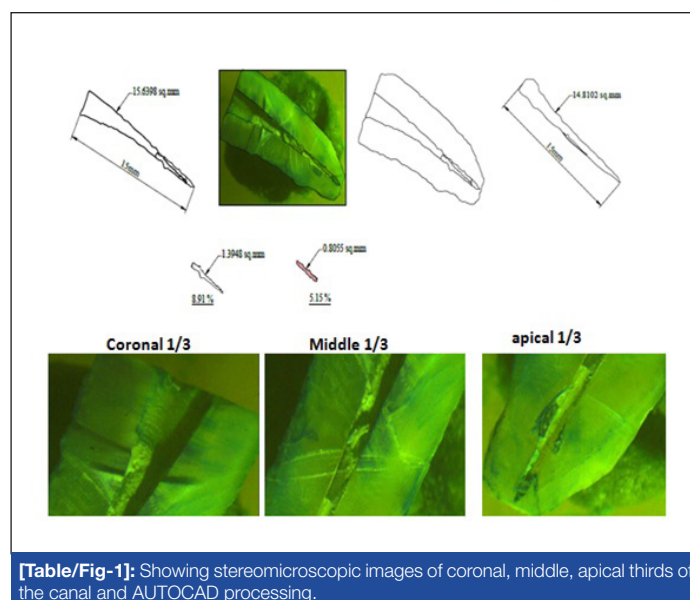 15.6398 sq.mm
14.8102 sq.mm
15mm
15mm
1.3948 sq.mm
0.8055 sq.mm
8.91 %
5.15 %
Coronal 1/3
Middle 1/3
apical 1/3
[Table/Fig-1]: Showing stereomicroscopic images of coronal, middle, apical thirds of
the canal and AUTOCAD processing.